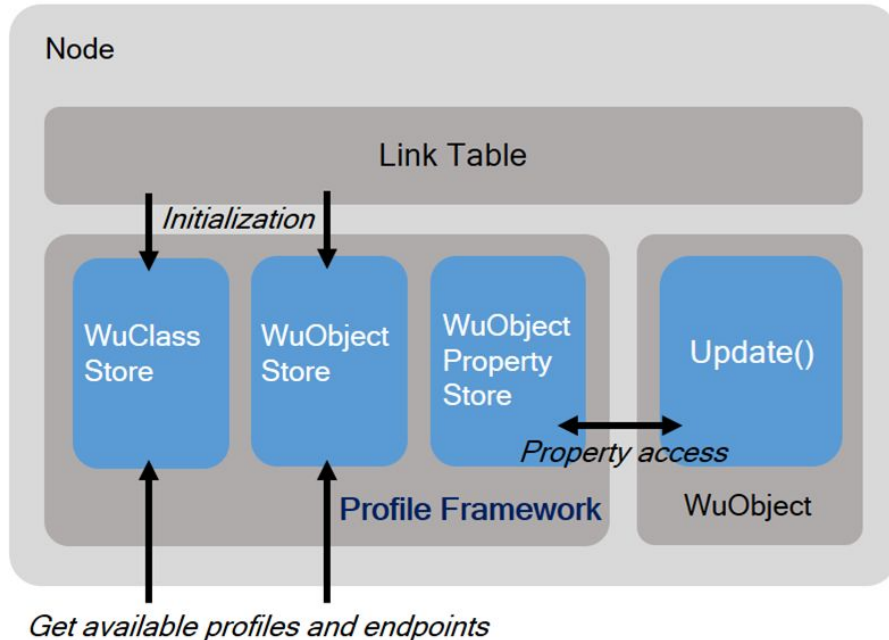 Node
Link Table
Initialization
WuClass
Store
WuObject
Store
WuObject
Property
Store
Update()
Property access
Profile Framework
WuObject
Get available profiles and endpoints